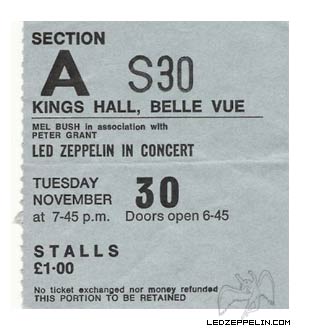 SECTION
A S30
KINGS HALL, BELLE VUE
MEL BUSH in association with
PETER GRANT
LED ZEPPELIN IN CONCERT
TUESDAY
NOVEMBER 30
at 7-45 p.m. Doors open 6-45
STALLS
£1·00
No ticket exchanged nor money refunded
THIS PORTION TO BE RETAINED
LEDZEPPELIN.COM